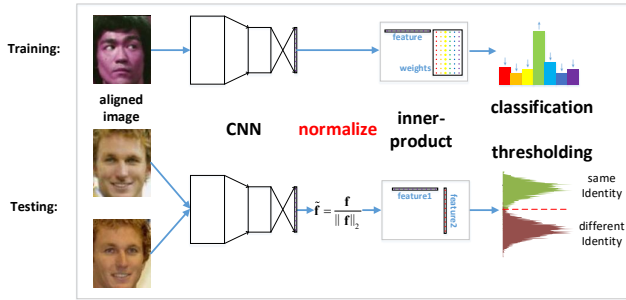 Training:
feature
weights
aligned
image
CNN
normalize
inner-
product
classification
thresholding
Testing:
f̃ = f / ‖ f ‖₂
feature1
feature2
same
Identity
different
Identity